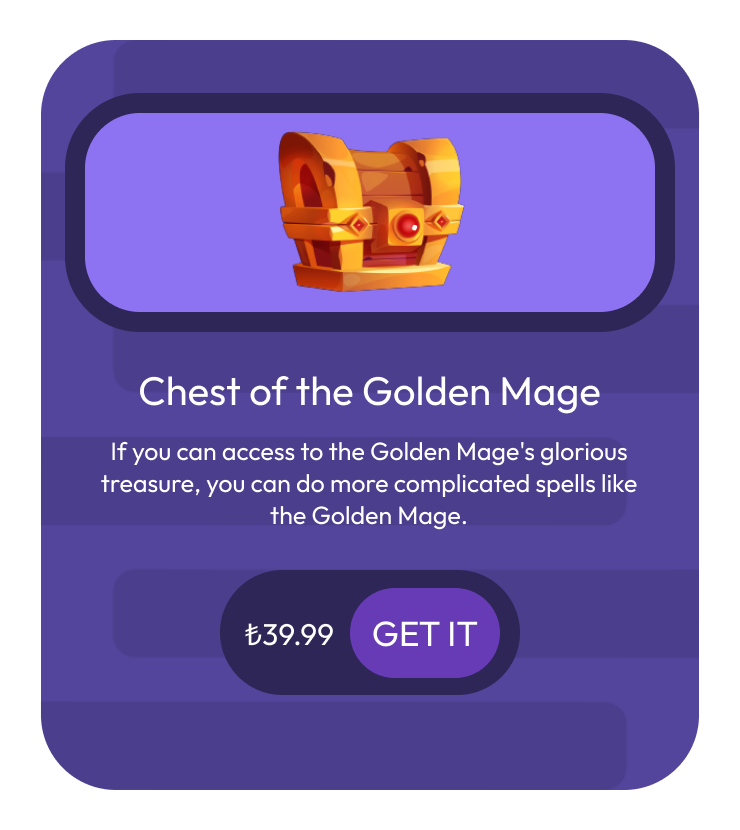 Chest of the Golden Mage
If you can access to the Golden Mage's glorious
treasure, you can do more complicated spells like
the Golden Mage.
₺39.99 GET IT